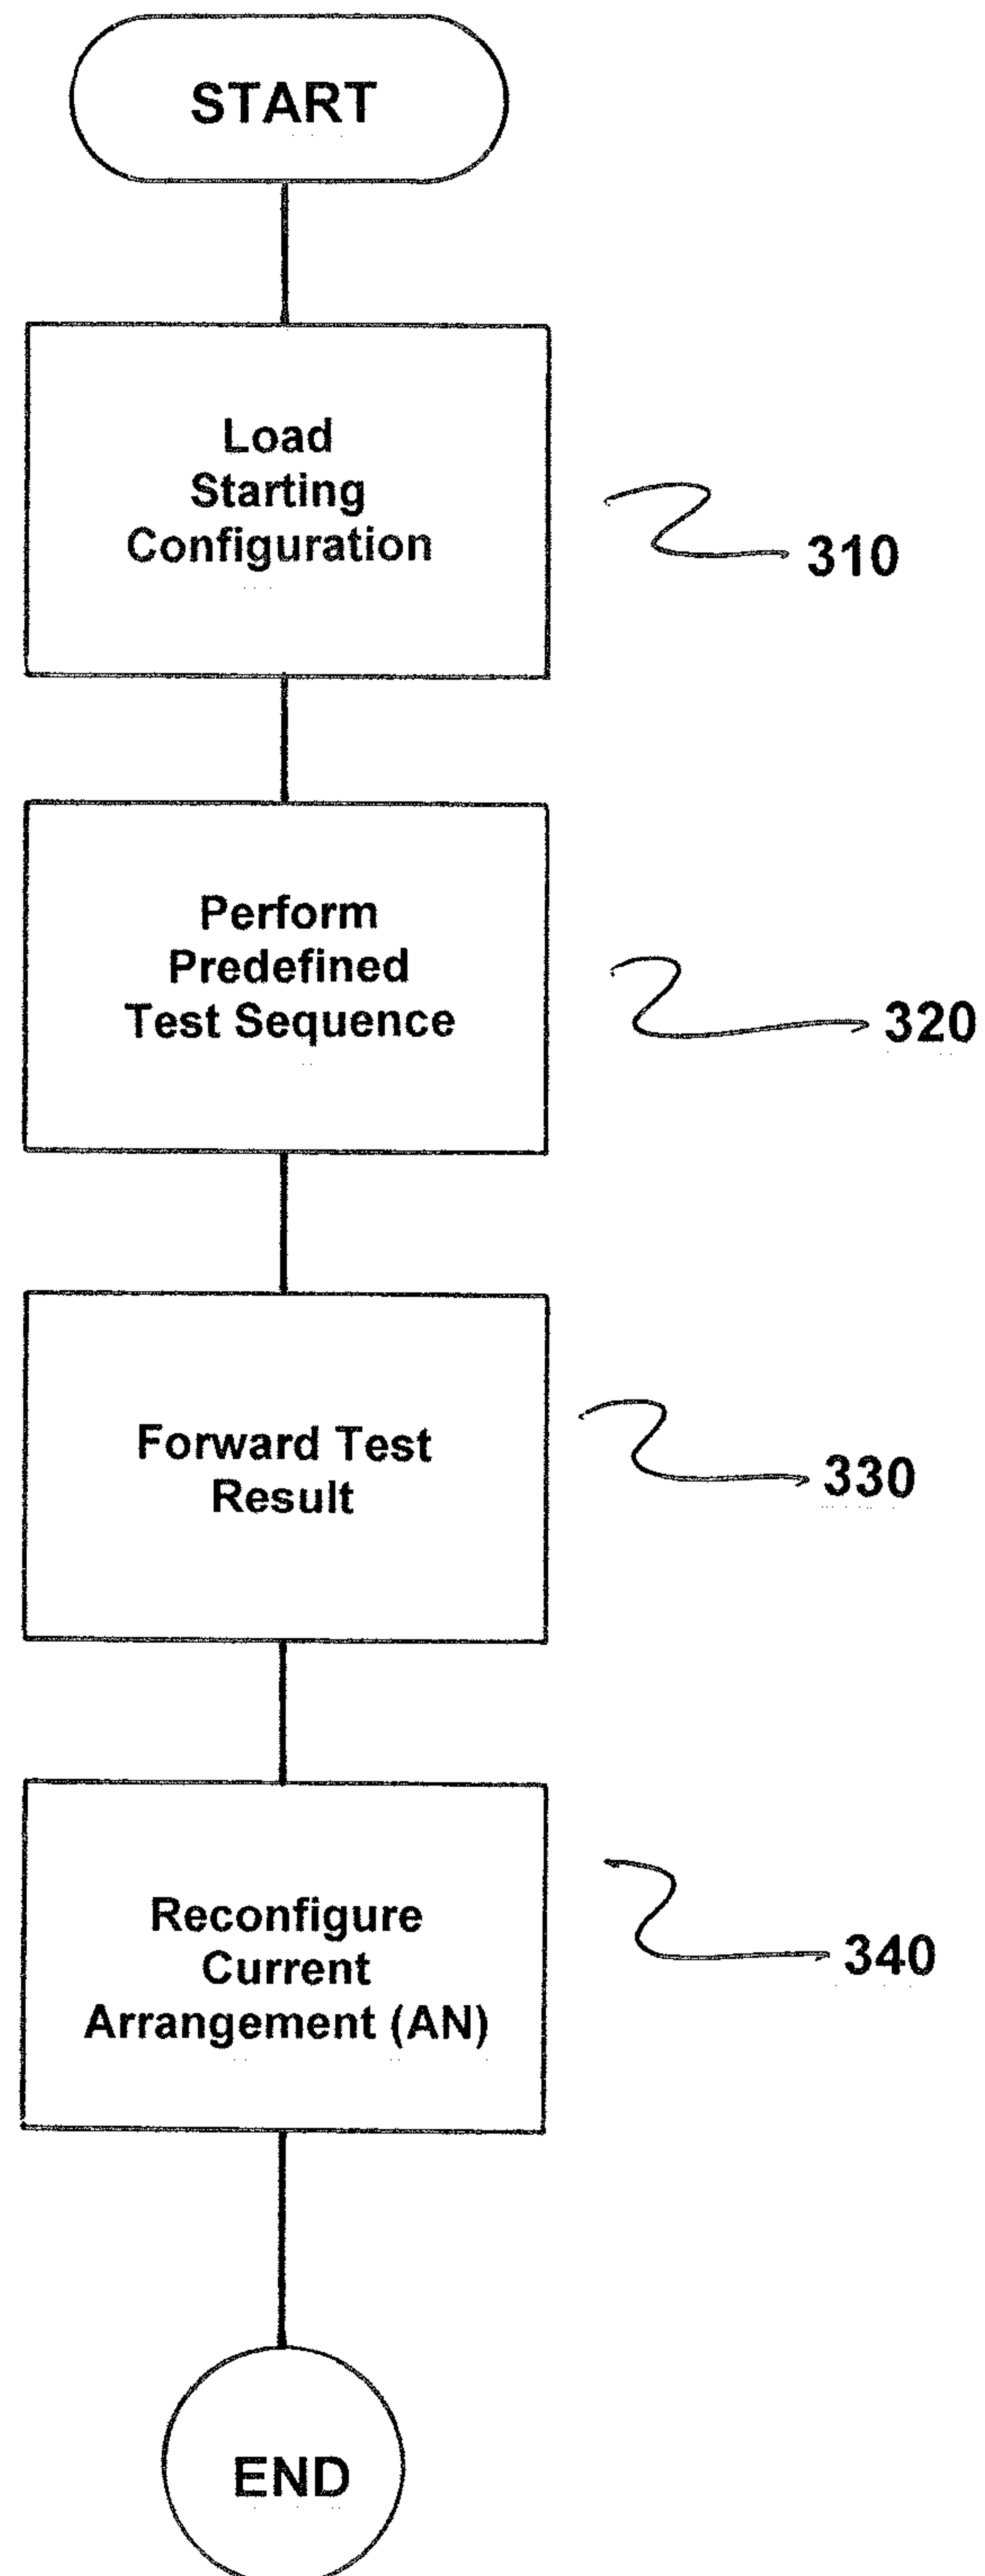 START
Load
Starting
Configuration
310
Perform
Predefined
Test Sequence
320
Forward Test
Result
330
Reconfigure
Current
Arrangement (AN)
340
END